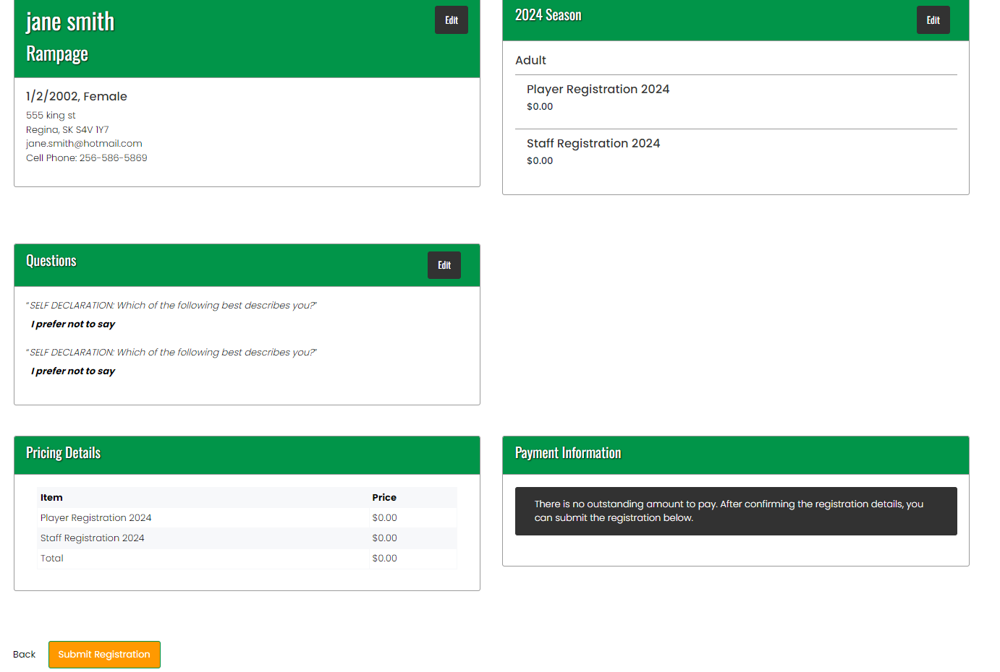 jane smith
Edit
Rampage
1/2/2002, Female
555 king st
Regina, SK S4V 1Y7
jane.smith@hotmail.com
Cell Phone: 256-586-5869
2024 Season
Edit
Adult
Player Registration 2024
$0.00
Staff Registration 2024
$0.00
Questions
Edit
"SELF DECLARATION: Which of the following best describes you?"
I prefer not to say
"SELF DECLARATION: Which of the following best describes you?"
I prefer not to say
Pricing Details
Item Price
Player Registration 2024 $0.00
Staff Registration 2024 $0.00
Total $0.00
Payment Information
There is no outstanding amount to pay. After confirming the registration details, you
can submit the registration below.
Back Submit Registration